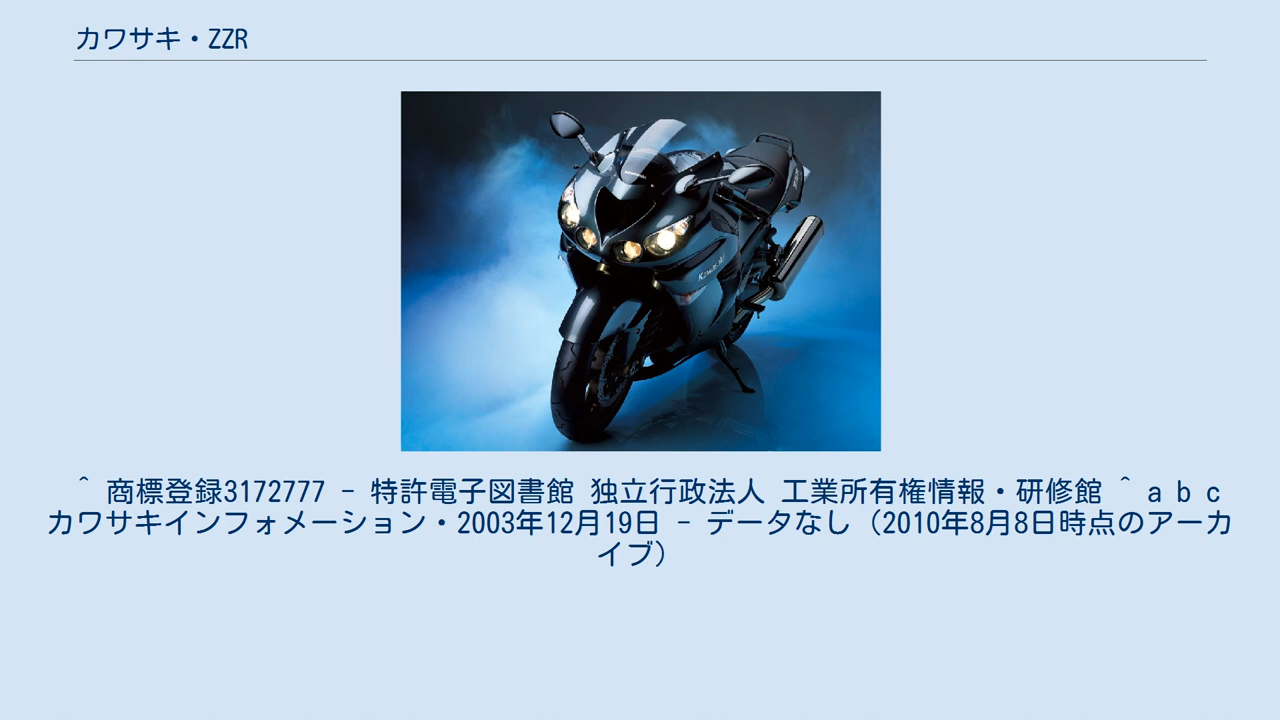 カワサキ・ZZR
Kawasaki
^ 商標登録3172777 - 特許電子図書館 独立行政法人 工業所有権情報・研修館 ^ a b c
カワサキインフォメーション・2003年12月19日 - データなし（2010年8月8日時点のアーカ
イブ）